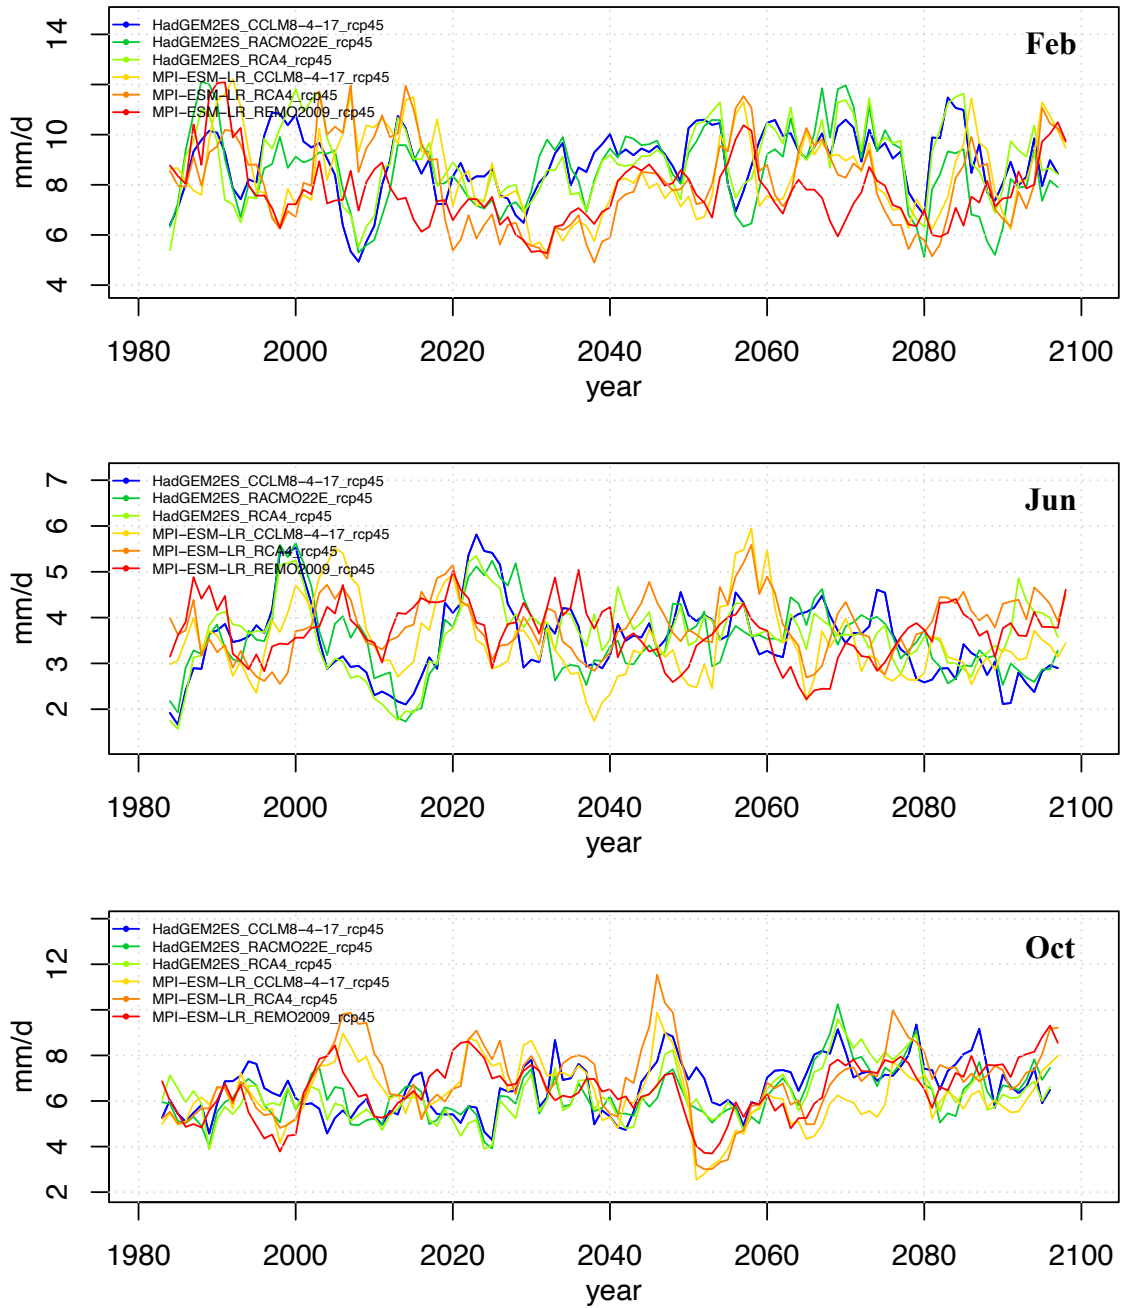 HadGEM2ES_CCLM8-4-17_rcp45
HadGEM2ES_RACMO22E_rcp45
HadGEM2ES_RCA4_rcp45
MPI-ESM-LR_CCLM8-4-17_rcp45
MPI-ESM-LR_RCA4_rcp45
MPI-ESM-LR_REMO2009_rcp45
Feb
14
10
8
6
4
mm/d
1980 2000 2020 2040 2060 2080 2100
year
HadGEM2ES_CCLM8-4-17_rcp45
HadGEM2ES_RACMO22E_rcp45
HadGEM2ES_RCA4_rcp45
MPI-ESM-LR_CCLM8-4-17_rcp45
MPI-ESM-LR_RCA4_rcp45
MPI-ESM-LR_REMO2009_rcp45
Jun
7
6
5
4
3
2
mm/d
1980 2000 2020 2040 2060 2080 2100
year
HadGEM2ES_CCLM8-4-17_rcp45
HadGEM2ES_RACMO22E_rcp45
HadGEM2ES_RCA4_rcp45
MPI-ESM-LR_CCLM8-4-17_rcp45
MPI-ESM-LR_RCA4_rcp45
MPI-ESM-LR_REMO2009_rcp45
Oct
12
8
6
4
2
mm/d
1980 2000 2020 2040 2060 2080 2100
year